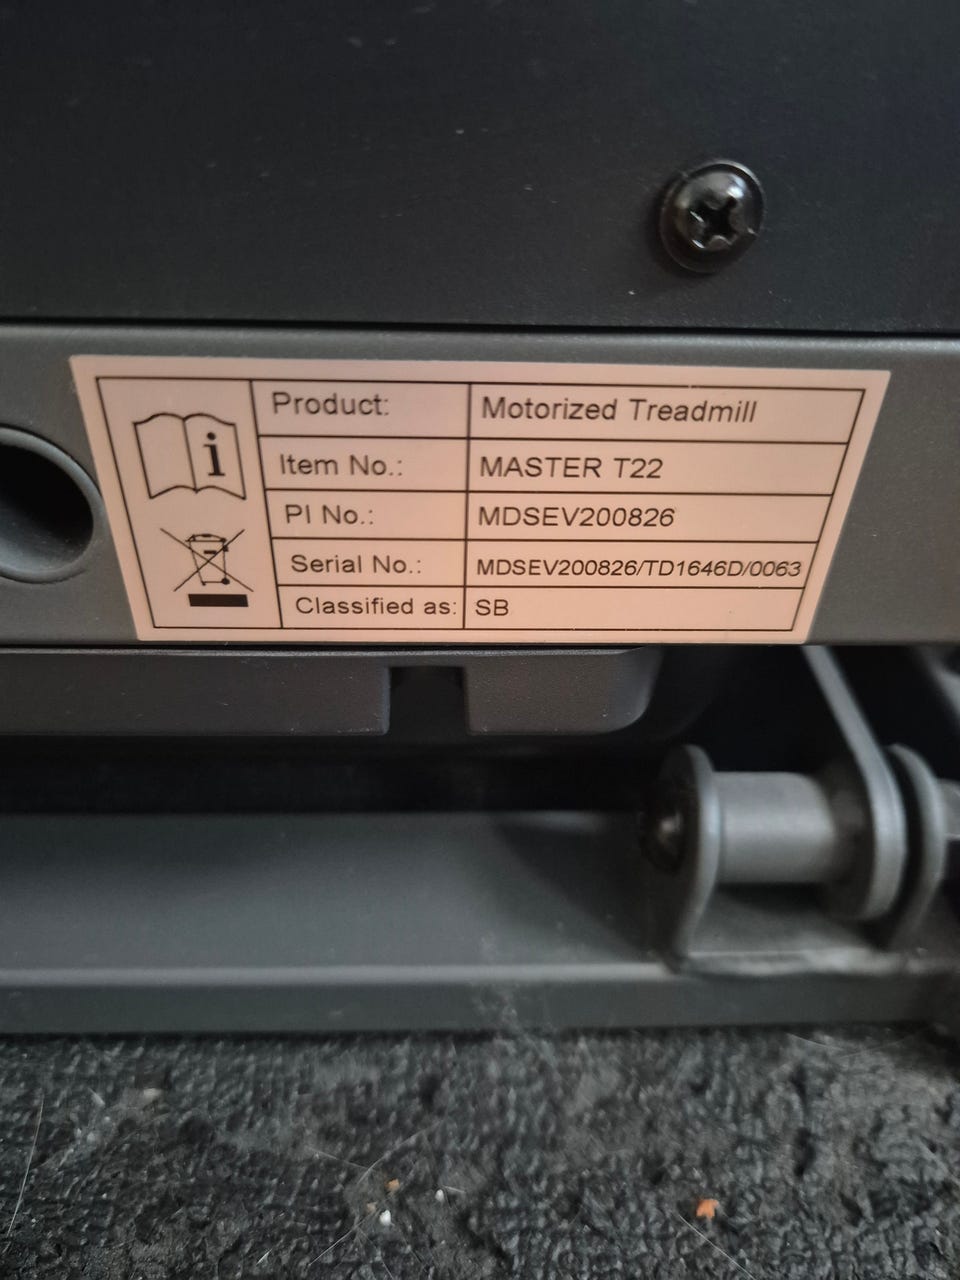 Product: Motorized Treadmill
Item No.: MASTER T22
PI No.: MDSEV200826
Serial No.: MDSEV200826/TD1646D/0063
Classified as: SB
i